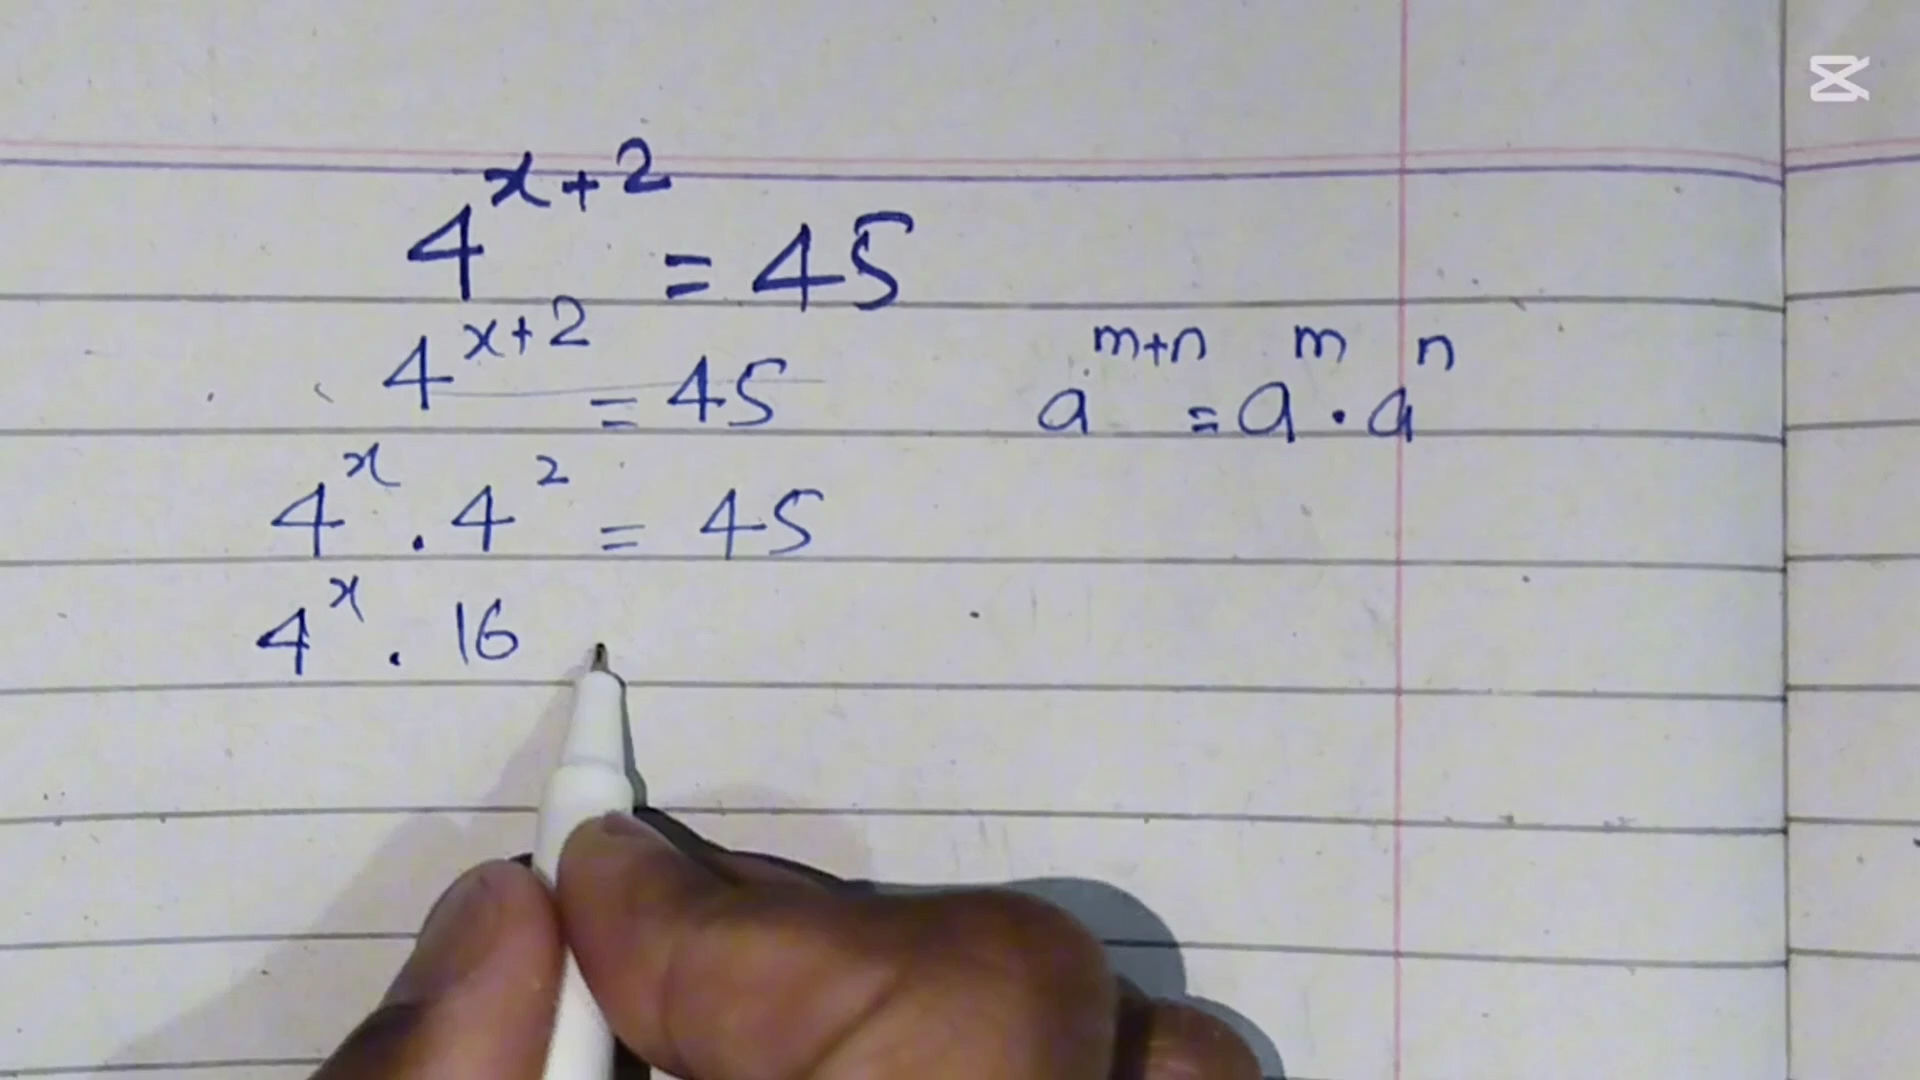 4^{x+2} = 45
4^{x+2} = 45
a^{m+n} = a^m · a^n
4^x · 4^2 = 45
4^x · 16